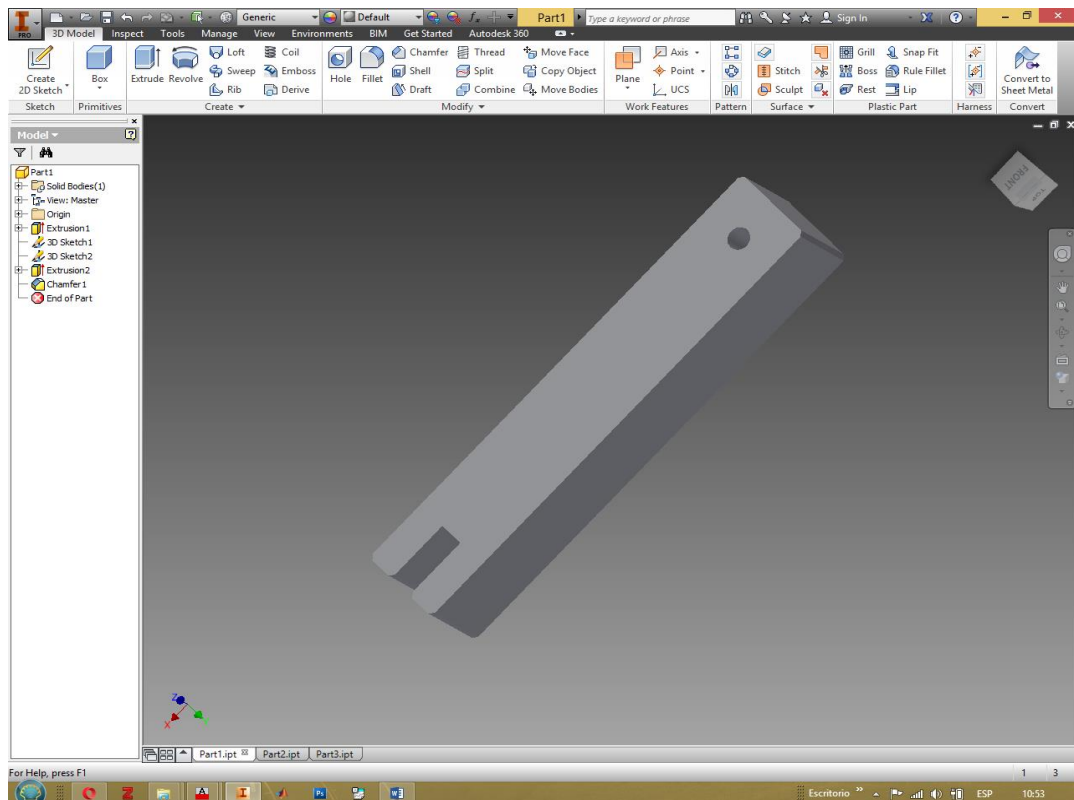 PRO
Generic
Default
Part1
Type a keyword or phrase
Sign In
3D Model Inspect Tools Manage View Environments BIM Get Started Autodesk 360
Create 2D Sketch
Box
Extrude
Revolve
Loft
Sweep
Rib
Coil
Emboss
Derive
Hole
Fillet
Chamfer
Shell
Draft
Thread
Split
Combine
Move Face
Copy Object
Move Bodies
Plane
Axis
Point
UCS
Stitch
Sculpt
Grill
Boss
Rest
Snap Fit
Rule Fillet
Lip
Convert to Sheet Metal
Sketch Primitives Create Modify Work Features Pattern Surface Plastic Part Harness Convert
Model
Part1
Solid Bodies(1)
View: Master
Origin
Extrusion1
3D Sketch1
3D Sketch2
Extrusion2
Chamfer1
End of Part
FRONT
Z
X
Part1.ipt Part2.ipt Part3.ipt
For Help, press F1
1 3
Escritorio
ESP
10:53